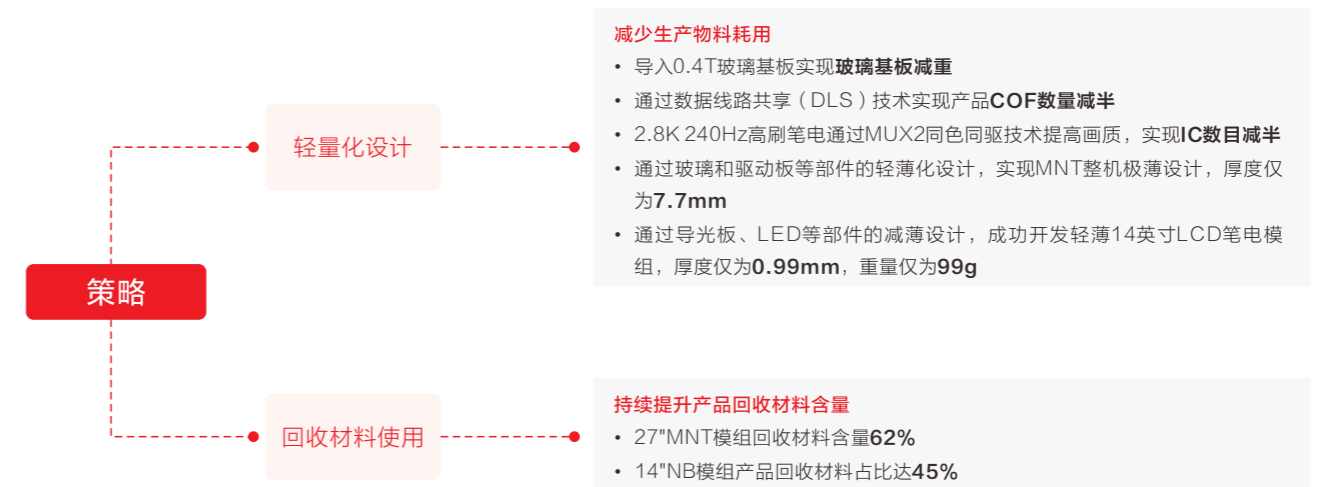 策略
轻量化设计
减少生产物料耗用
• 导入0.4T玻璃基板实现玻璃基板减重
• 通过数据线路共享（DLS）技术实现产品COF数量减半
• 2.8K 240Hz高刷笔电通过MUX2同色同驱技术提高画质，实现IC数目减半
• 通过玻璃和驱动板等部件的轻薄化设计，实现MNT整机极薄设计，厚度仅
为7.7mm
• 通过导光板、LED等部件的减薄设计，成功开发轻薄14英寸LCD笔电模
组，厚度仅为0.99mm，重量仅为99g
回收材料使用
持续提升产品回收材料含量
• 27"MNT模组回收材料含量62%
• 14"NB模组产品回收材料占比达45%